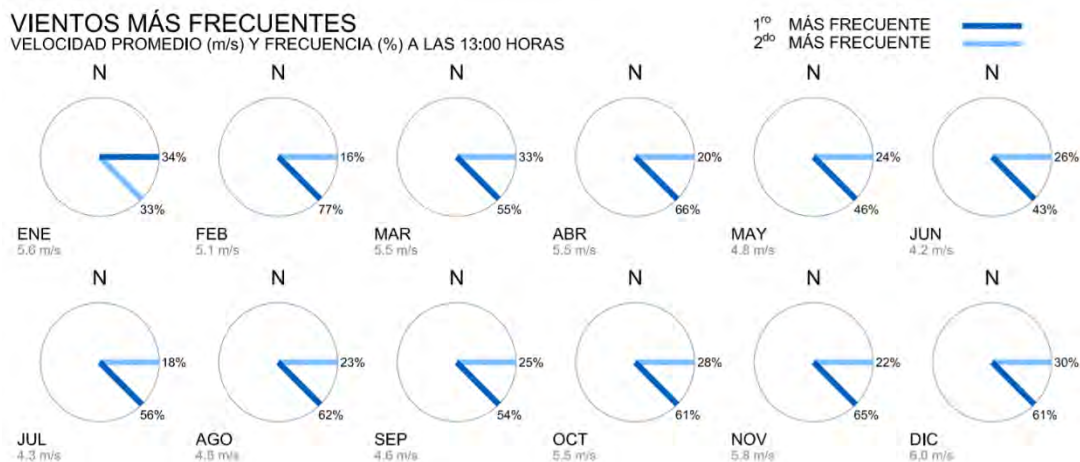 VIENTOS MÁS FRECUENTES
VELOCIDAD PROMEDIO (m/s) Y FRECUENCIA (%) A LAS 13:00 HORAS
1ro MÁS FRECUENTE
2do MÁS FRECUENTE
N N N N N N
34% 16% 33% 20% 24% 26%
33% 77% 55% 66% 46% 43%
ENE FEB MAR ABR MAY JUN
5.6 m/s 5.1 m/s 5.5 m/s 5.5 m/s 4.8 m/s 4.2 m/s
N N N N N N
18% 23% 25% 28% 22% 30%
56% 62% 54% 61% 65% 61%
JUL AGO SEP OCT NOV DIC
4.3 m/s 4.8 m/s 4.6 m/s 5.5 m/s 5.8 m/s 6.0 m/s